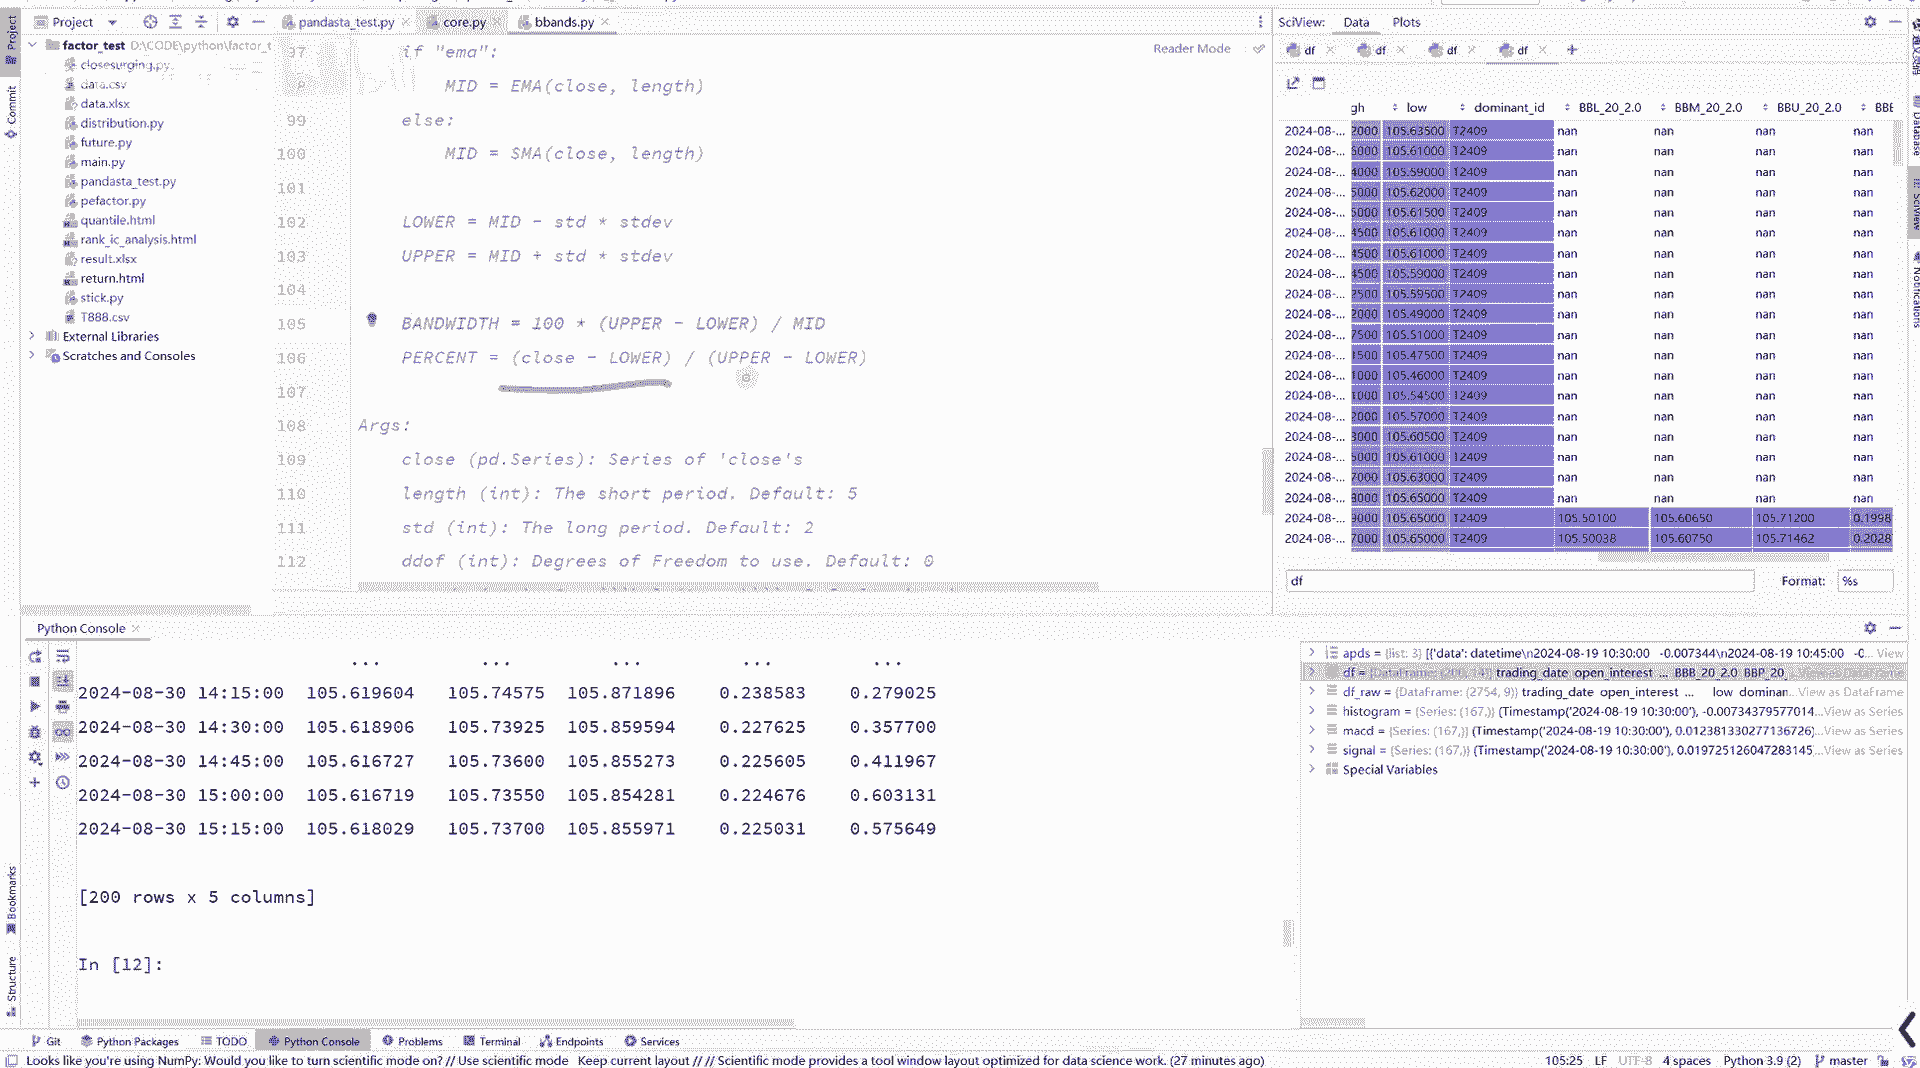 Project
pandasta_test.py
core.py
bbands.py
SciView:
Data
Plots
factor_test D:\CODE\python\factor_t
closesurging.py
data.csv
data.xlsx
distribution.py
future.py
main.py
pandasta_test.py
pefactor.py
quantile.html
rank_ic_analysis.html
result.xlsx
return.html
stick.py
T888.csv
External Libraries
Scratches and Consoles
Project
Commit
Bookmarks
Structure
Reader Mode
97 if "ema":
MID = EMA(close, length)
99 else:
100 MID = SMA(close, length)
101
102 LOWER = MID - std * stdev
103 UPPER = MID + std * stdev
104
105 BANDWIDTH = 100 * (UPPER - LOWER) / MID
106 PERCENT = (close - LOWER) / (UPPER - LOWER)
107
108 Args:
109 close (pd.Series): Series of 'close's
110 length (int): The short period. Default: 5
111 std (int): The long period. Default: 2
112 ddof (int): Degrees of Freedom to use. Default: 0
df df df df
gh low dominant_id BBL_20_2.0 BBM_20_2.0 BBU_20_2.0 BBE
2024-08-... 2000 105.63500 T2409 nan nan nan nan
2024-08-... 5000 105.61000 T2409 nan nan nan nan
2024-08-... 4000 105.59000 T2409 nan nan nan nan
2024-08-... 5000 105.62000 T2409 nan nan nan nan
2024-08-... 5000 105.61500 T2409 nan nan nan nan
2024-08-... 4500 105.61000 T2409 nan nan nan nan
2024-08-... 4500 105.61000 T2409 nan nan nan nan
2024-08-... 4500 105.59000 T2409 nan nan nan nan
2024-08-... 2500 105.59500 T2409 nan nan nan nan
2024-08-... 2000 105.49000 T2409 nan nan nan nan
2024-08-... 7500 105.51000 T2409 nan nan nan nan
2024-08-... 1500 105.47500 T2409 nan nan nan nan
2024-08-... 1000 105.46000 T2409 nan nan nan nan
2024-08-... 1000 105.54500 T2409 nan nan nan nan
2024-08-... 2000 105.57000 T2409 nan nan nan nan
2024-08-... 3000 105.60500 T2409 nan nan nan nan
2024-08-... 5000 105.61000 T2409 nan nan nan nan
2024-08-... 7000 105.63000 T2409 nan nan nan nan
2024-08-... 3000 105.65000 T2409 nan nan nan nan
2024-08-... 9000 105.65000 T2409 105.50100 105.60650 105.71200 0.1998
2024-08-... 7000 105.65000 T2409 105.50038 105.60750 105.71462 0.2028
df Format: %s
Database
SciView
Notifications
Python Console
... ... ... ... ...
2024-08-30 14:15:00 105.619604 105.74575 105.871896 0.238583 0.279025
2024-08-30 14:30:00 105.618906 105.73925 105.859594 0.227625 0.357700
2024-08-30 14:45:00 105.616727 105.73600 105.855273 0.225605 0.411967
2024-08-30 15:00:00 105.616719 105.73550 105.854281 0.224676 0.603131
2024-08-30 15:15:00 105.618029 105.73700 105.855971 0.225031 0.575649
[200 rows x 5 columns]
In [12]:
apds = {list: 3} [{'data': datetime\n2024-08-19 10:30:00 -0.007344\n2024-08-19 10:45:00 -0... View
df = {DataFrame: (200, 14)} trading_date open_interest ... BBB_20_2.0 BBP_20_
df_raw = {DataFrame: (2754, 9)} trading_date open_interest ... low dominan...View as DataFrame
histogram = {Series: (167,)} (Timestamp('2024-08-19 10:30:00'), -0.00734379577014...View as Series
macd = {Series: (167,)} (Timestamp('2024-08-19 10:30:00'), 0.012381330277136726)...View as Series
signal = {Series: (167,)} (Timestamp('2024-08-19 10:30:00'), 0.019725126047283145)...View as Series
Special Variables
Git Python Packages TODO Python Console Problems Terminal Endpoints Services
Looks like you're using NumPy: Would you like to turn scientific mode on? // Use scientific mode Keep current layout // // Scientific mode provides a tool window layout optimized for data science work. (27 minutes ago)
105:25 LF UTF-8 4 spaces Python 3.9 (2) master